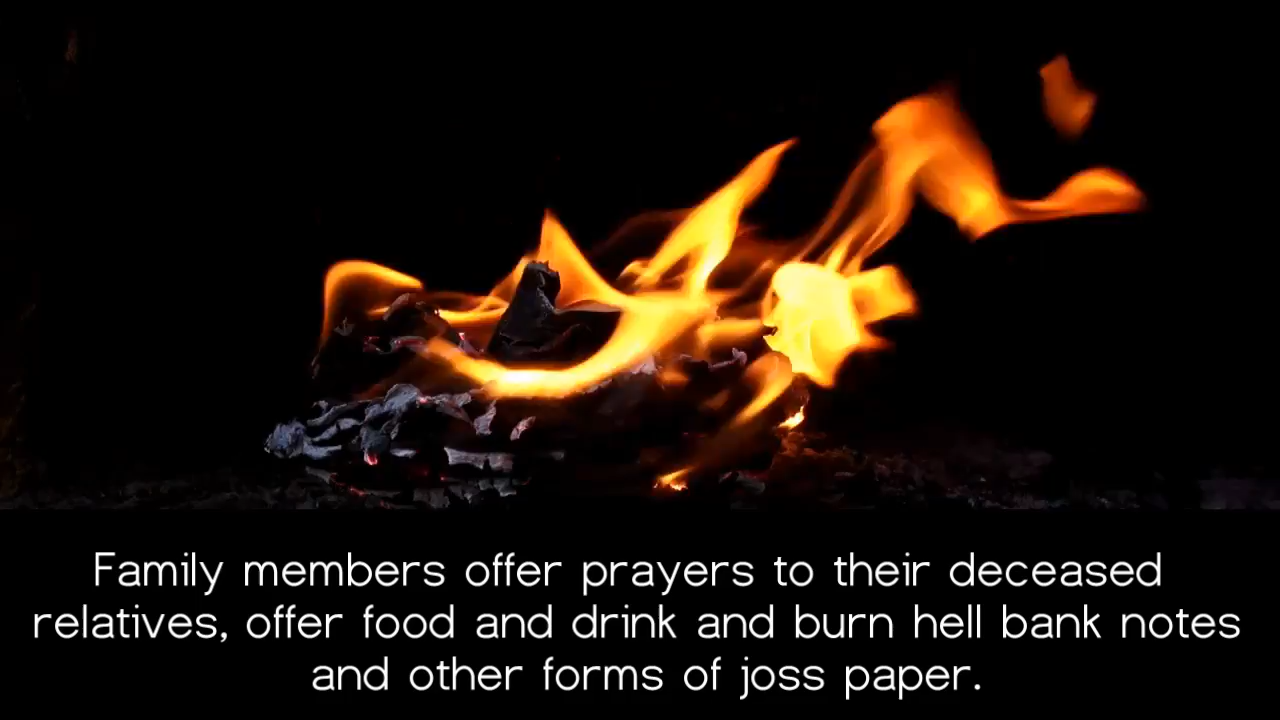 Family members offer prayers to their deceased
relatives, offer food and drink and burn hell bank notes
and other forms of joss paper.